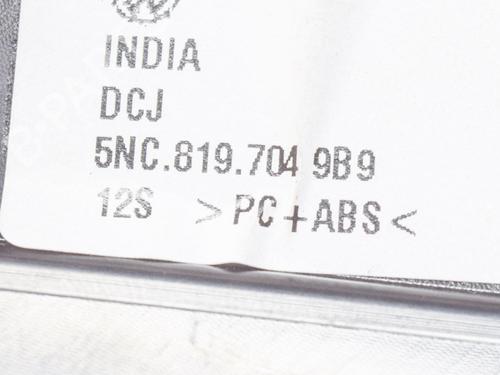 INDIA
DCJ
5NC.819.704 9B9
12S >PC+ABS<